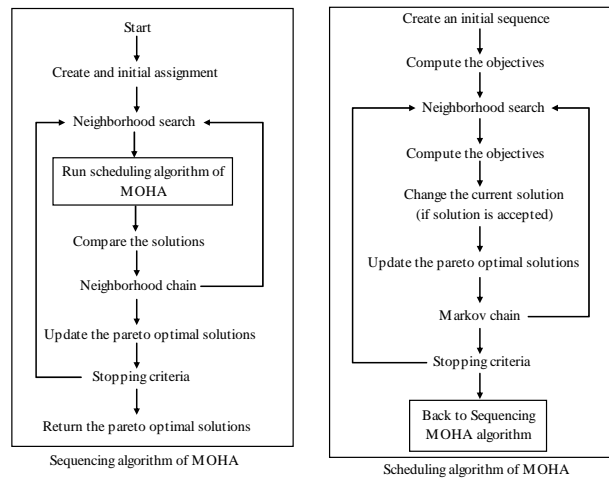 Start
Create and initial assignment
Neighborhood search
Run scheduling algorithm of
MOHA
Compare the solutions
Neighborhood chain
Update the pareto optimal solutions
Stopping criteria
Return the pareto optimal solutions
Sequencing algorithm of MOHA
Create an initial sequence
Compute the objectives
Neighborhood search
Compute the objectives
Change the current solution
(if solution is accepted)
Update the pareto optimal solutions
Markov chain
Stopping criteria
Back to Sequencing
MOHA algorithm
Scheduling algorithm of MOHA